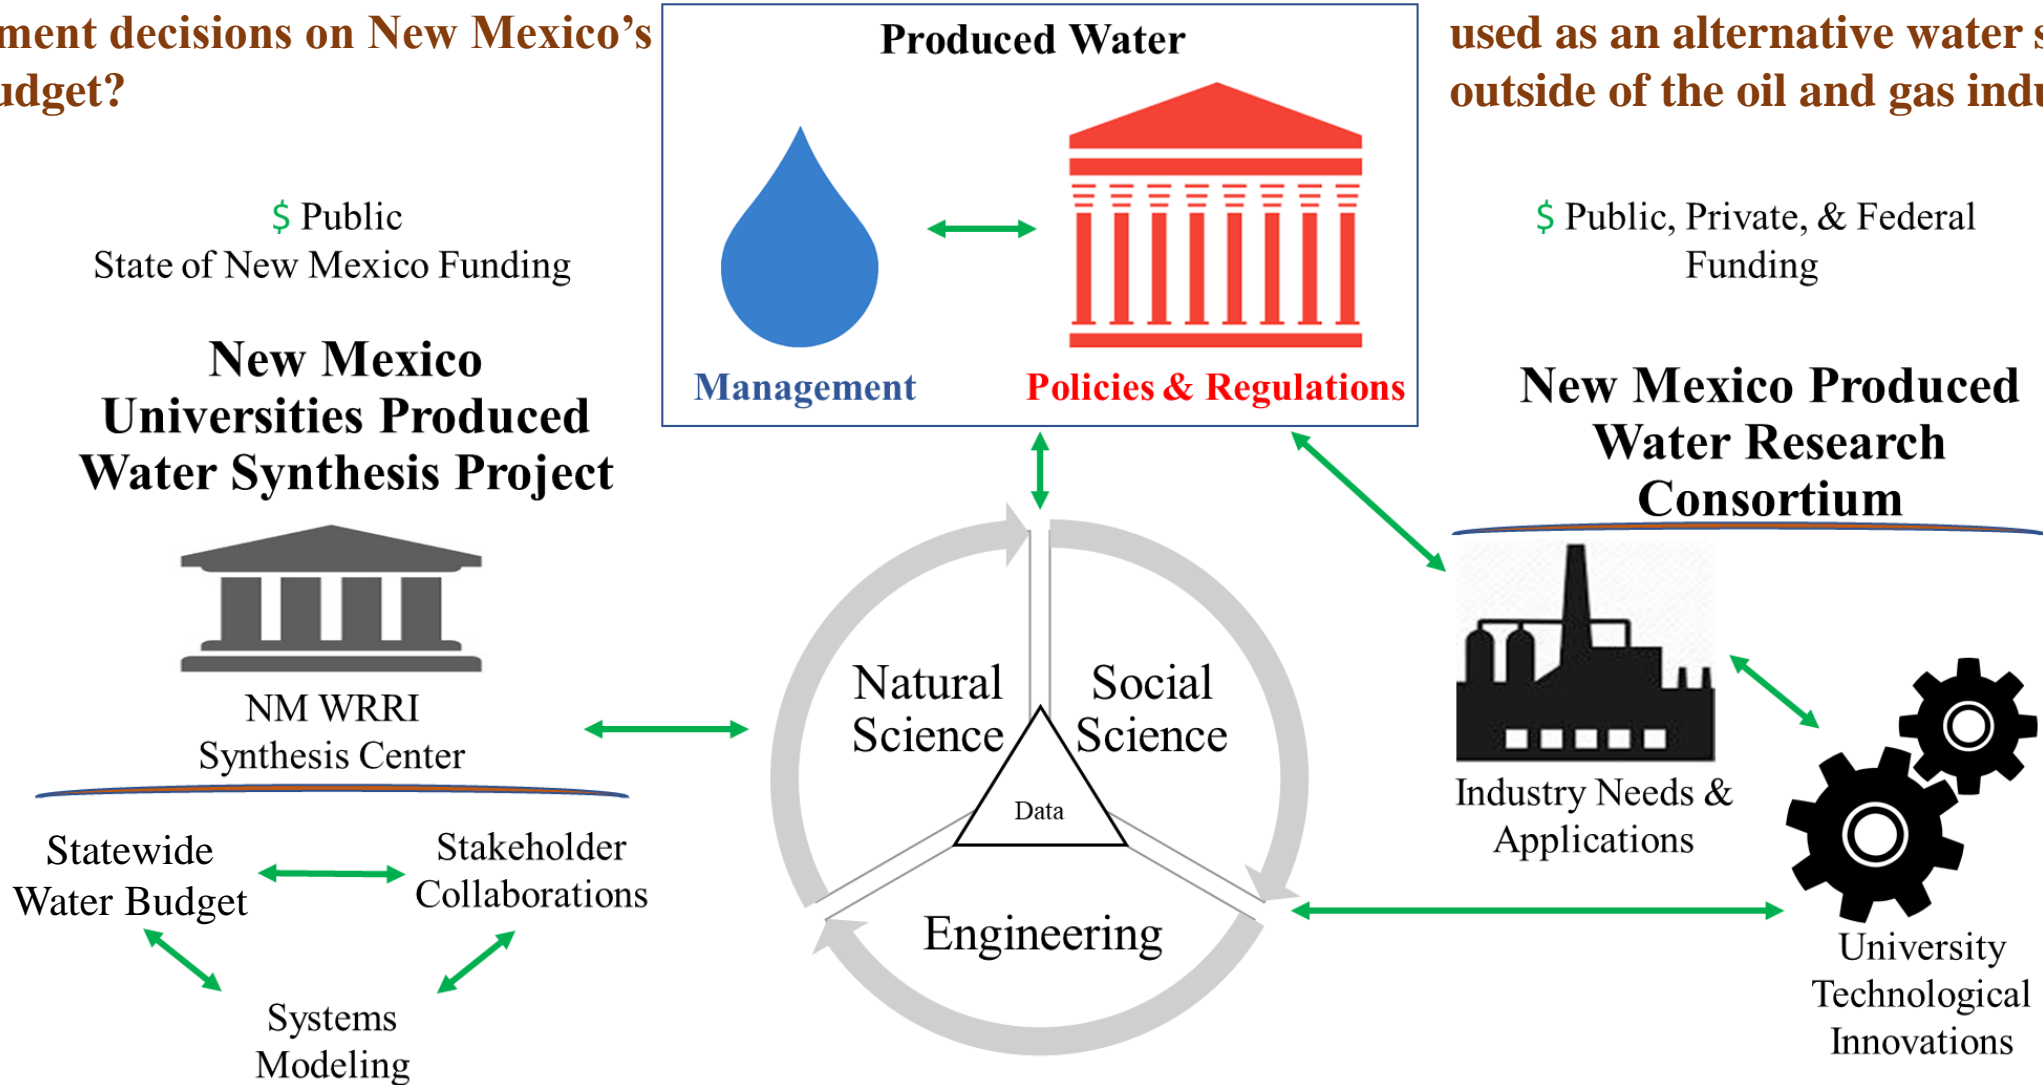 ment decisions on New Mexico’s
udget?
Produced Water
Management
Policies & Regulations
used as an alternative water s
outside of the oil and gas indu
$ Public
State of New Mexico Funding
New Mexico
Universities Produced
Water Synthesis Project
NM WRRI
Synthesis Center
Statewide
Water Budget
Stakeholder
Collaborations
Systems
Modeling
Natural
Science
Social
Science
Data
Engineering
$ Public, Private, & Federal
Funding
New Mexico Produced
Water Research
Consortium
Industry Needs &
Applications
University
Technological
Innovations